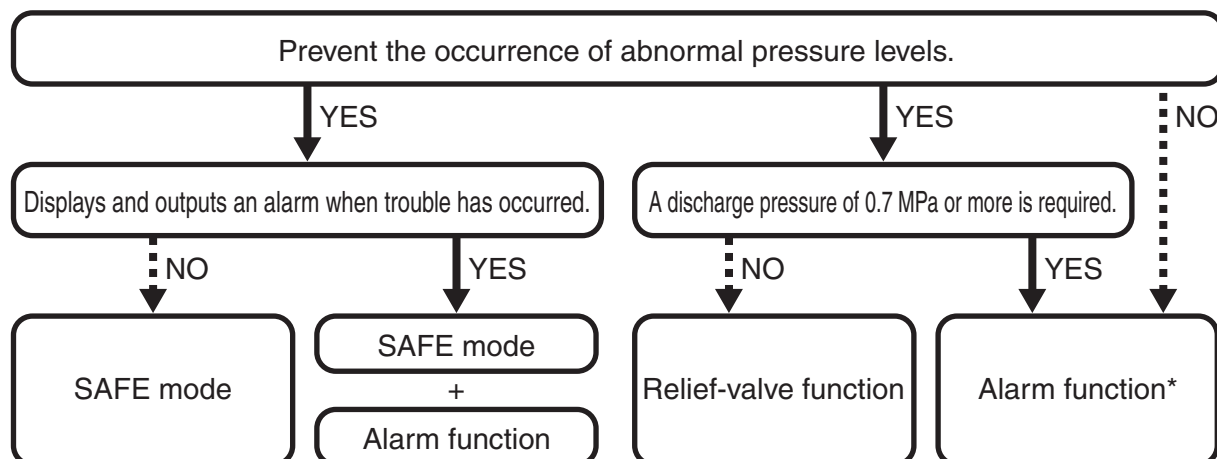 Prevent the occurrence of abnormal pressure levels.
YES
YES
NO
Displays and outputs an alarm when trouble has occurred.
A discharge pressure of 0.7 MPa or more is required.
NO
YES
NO
YES
SAFE mode
SAFE mode
+
Alarm function
Relief-valve function
Alarm function*